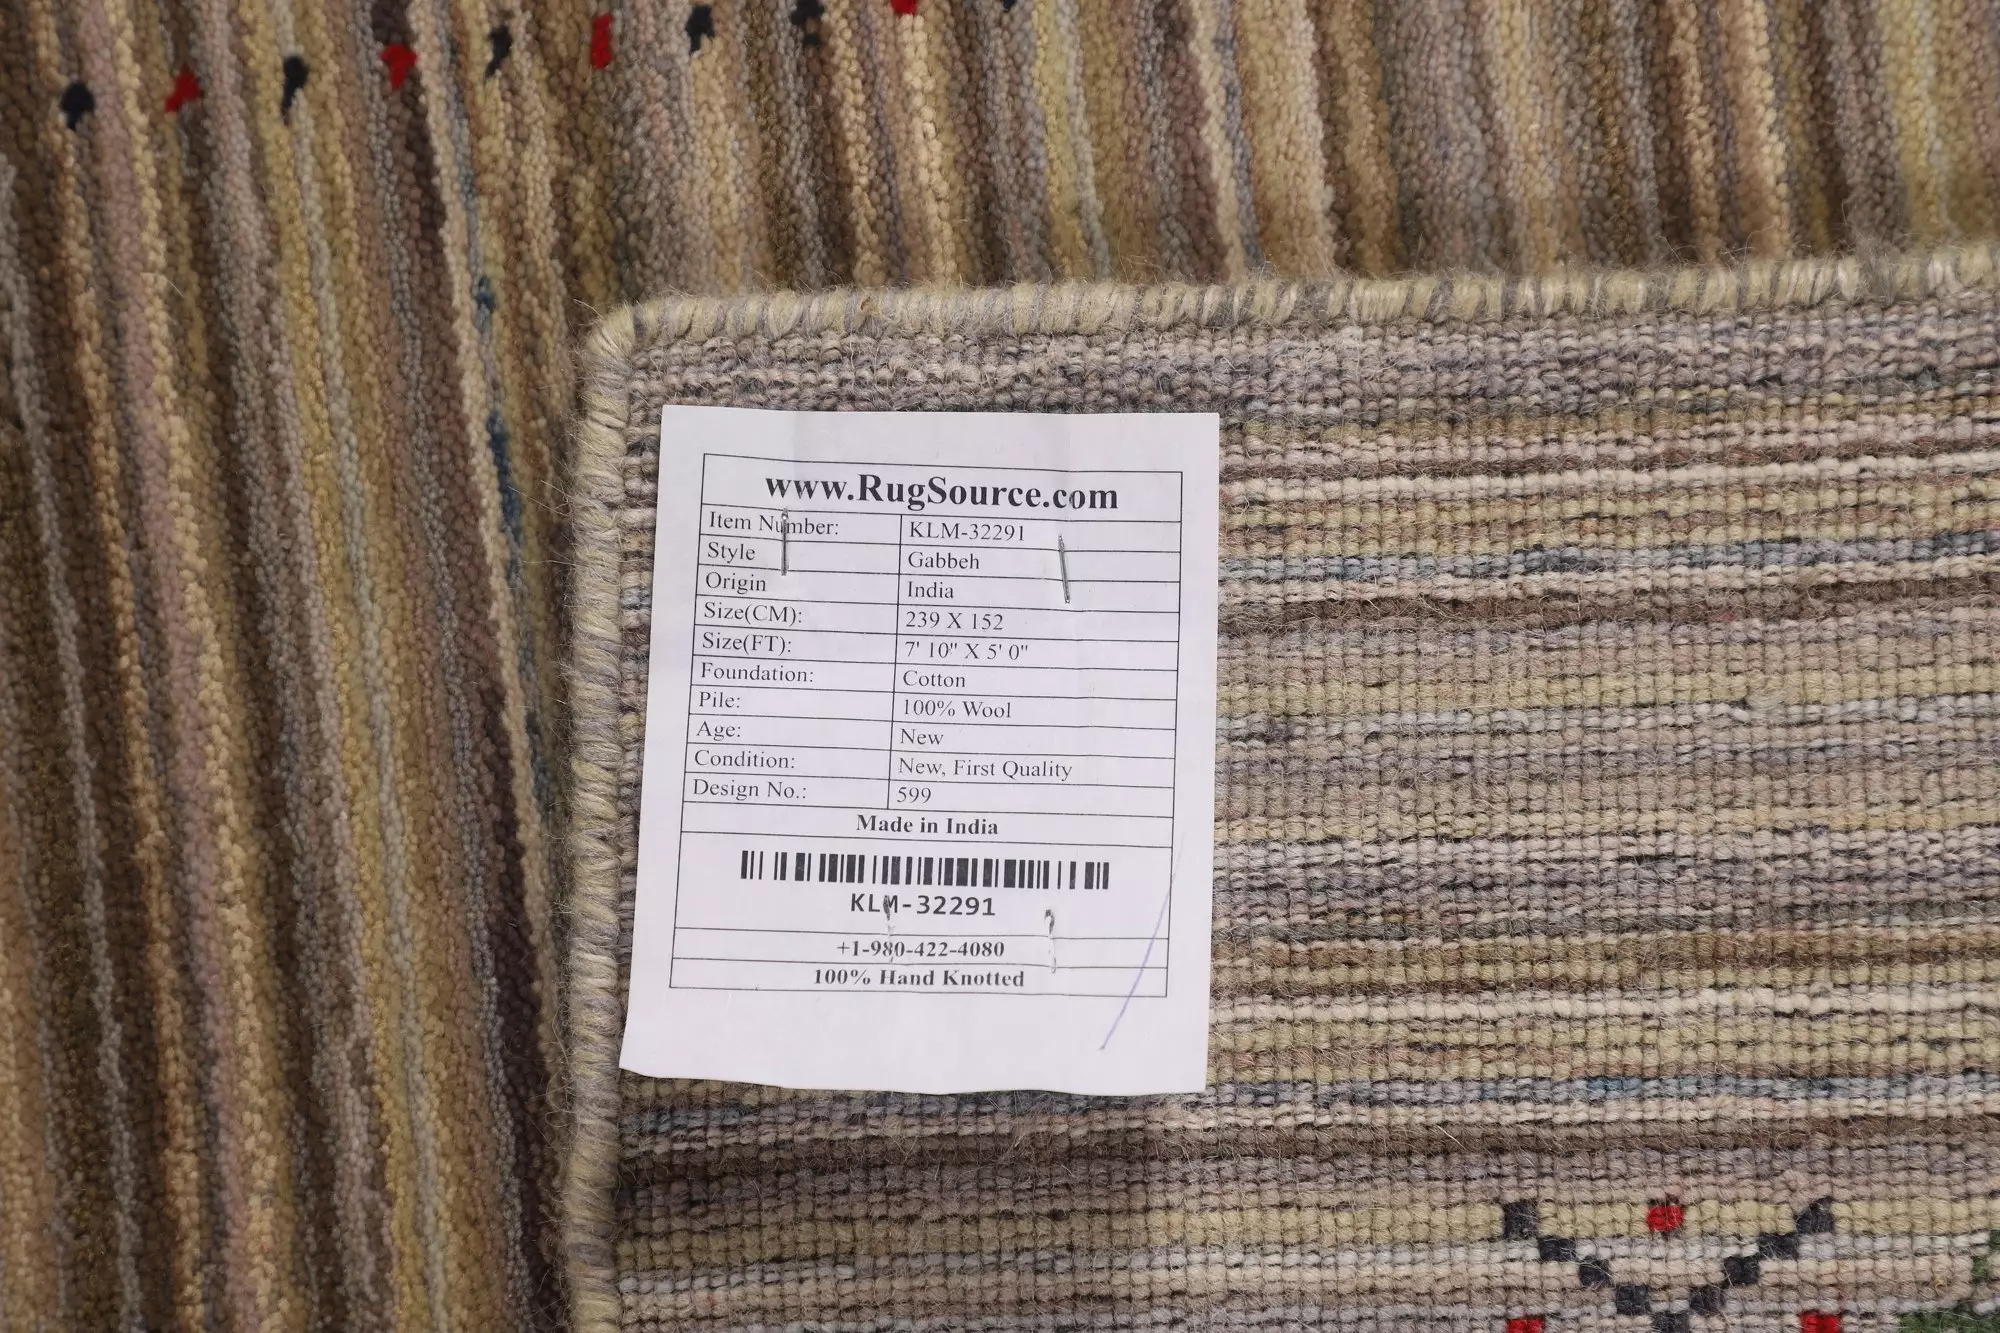 www.RugSource.com
Item Number: KLM-32291
Style Gabbeh
Origin India
Size(CM): 239 X 152
Size(FT): 7' 10" X 5' 0"
Foundation: Cotton
Pile: 100% Wool
Age: New
Condition: New, First Quality
Design No.: 599
Made in India
KLM-32291
+1-980-422-4080
100% Hand Knotted